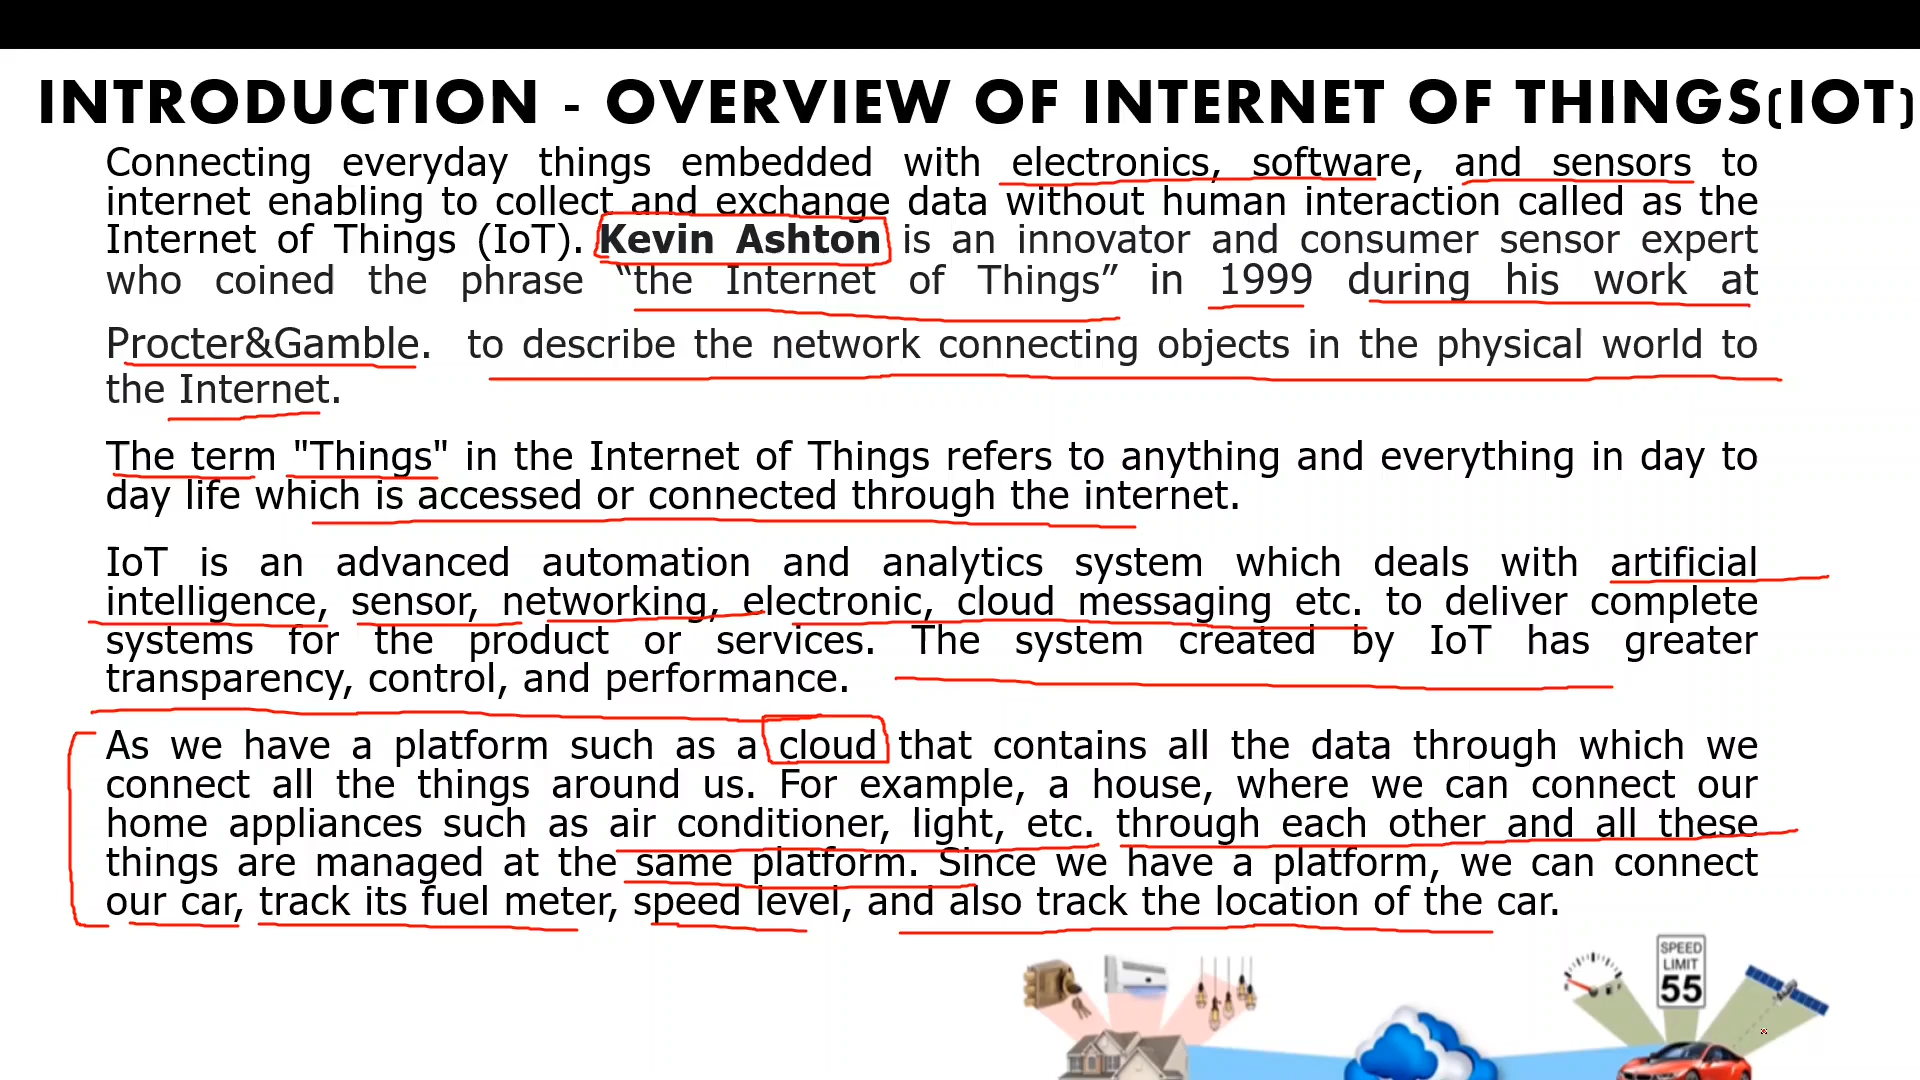 INTRODUCTION - OVERVIEW OF INTERNET OF THINGS(IOT)
Connecting everyday things embedded with electronics, software, and sensors to
internet enabling to collect and exchange data without human interaction called as the
Internet of Things (IoT). Kevin Ashton is an innovator and consumer sensor expert
who coined the phrase “the Internet of Things” in 1999 during his work at
Procter&Gamble. to describe the network connecting objects in the physical world to
the Internet.
The term "Things" in the Internet of Things refers to anything and everything in day to
day life which is accessed or connected through the internet.
IoT is an advanced automation and analytics system which deals with artificial
intelligence, sensor, networking, electronic, cloud messaging etc. to deliver complete
systems for the product or services. The system created by IoT has greater
transparency, control, and performance.
As we have a platform such as a cloud that contains all the data through which we
connect all the things around us. For example, a house, where we can connect our
home appliances such as air conditioner, light, etc. through each other and all these
things are managed at the same platform. Since we have a platform, we can connect
our car, track its fuel meter, speed level, and also track the location of the car.
SPEED
LIMIT
55